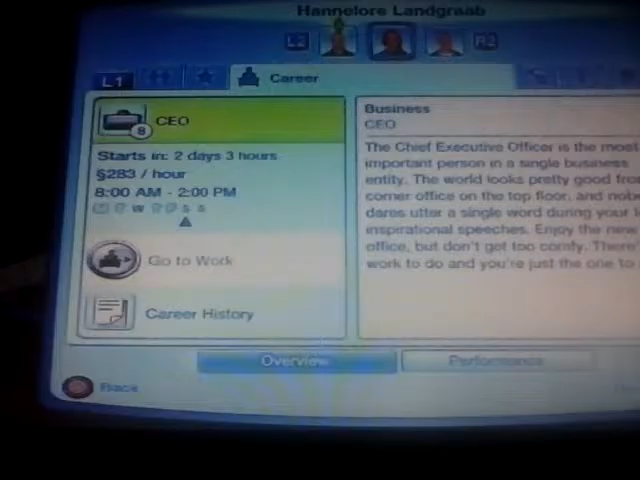 Hannelore Landgraab
L2
R2
L1
Career
8
CEO
Starts in: 2 days 3 hours
§283 / hour
8:00 AM - 2:00 PM
W
S S
Go to Work
Career History
Business
CEO
The Chief Executive Officer is the most
important person in a single business
entity. The world looks pretty good from
corner office on the top floor, and
dares utter a single word during your
inspirational speeches. Enjoy the new
office, but don't get too comfy. There
work to do and you're just the one to
Overview
Performance
Back